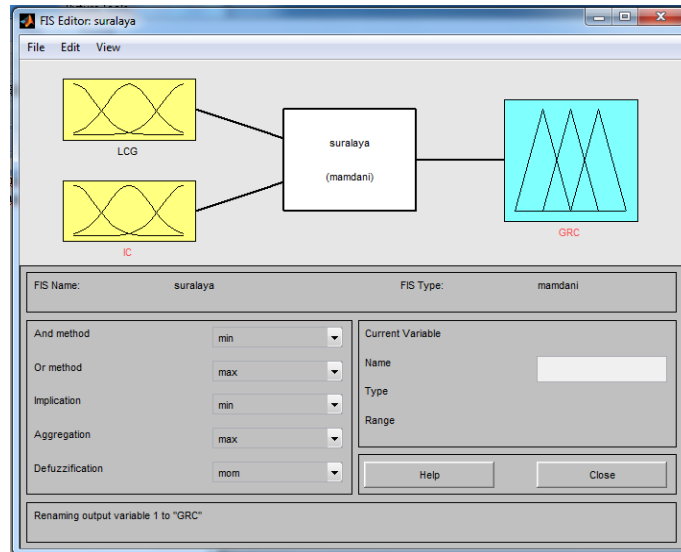 FIS Editor: suralaya
File Edit View
LCG
IC
suralaya
(mamdani)
GRC
FIS Name: suralaya FIS Type: mamdani
And method min
Or method max
Implication min
Aggregation max
Defuzzification mom
Current Variable
Name
Type
Range
Help Close
Renaming output variable 1 to "GRC"